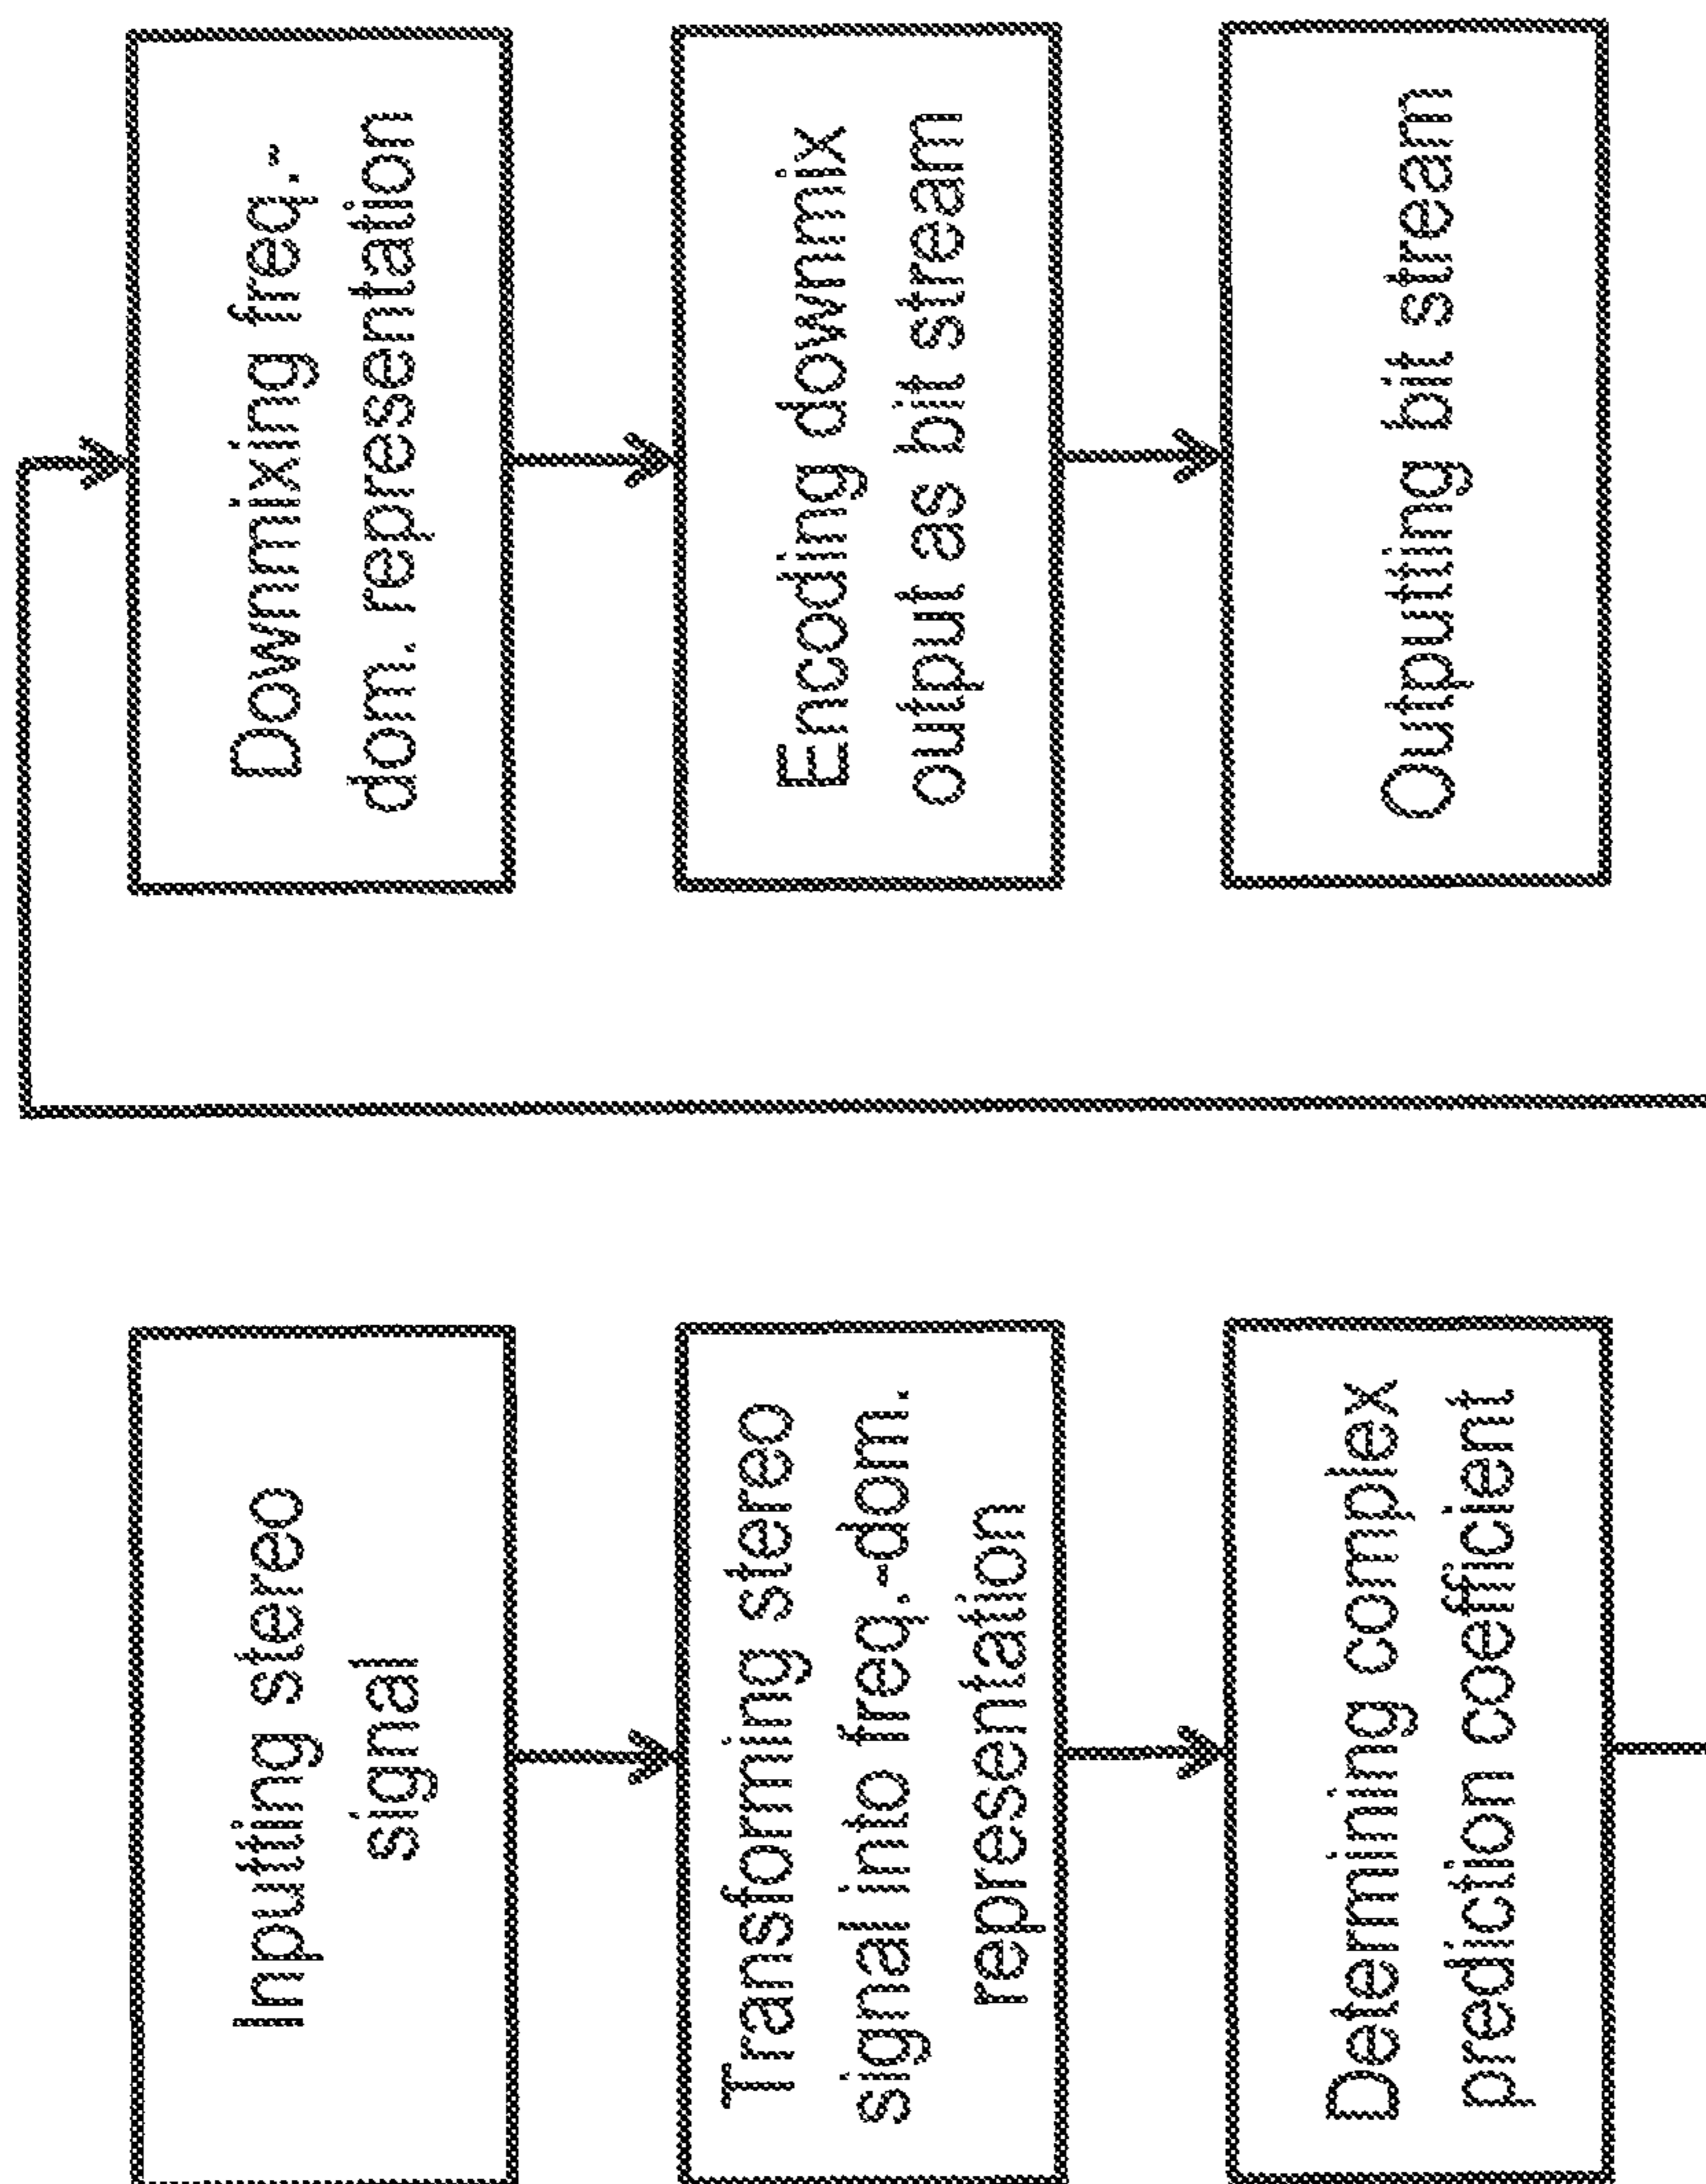 Inputting stereo
signal
Transforming stereo
signal into freq.-dom.
representation
Determining complex
prediction coefficient
Downmixing freq.-
dom. representation
Encoding downmix
output as bit stream
Outputting bit stream